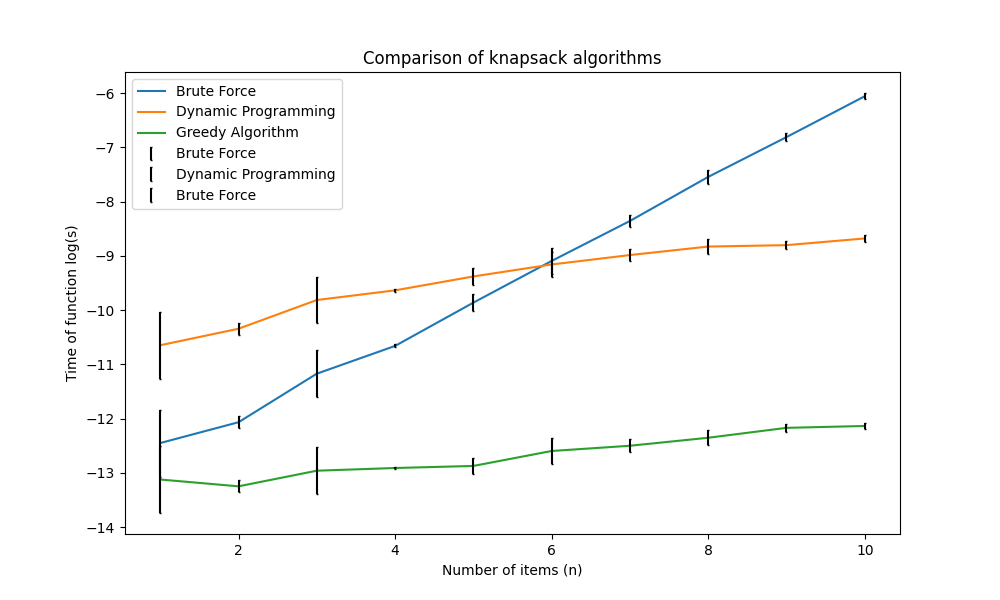 Comparison of knapsack algorithms
Brute Force
Dynamic Programming
Greedy Algorithm
Brute Force
Dynamic Programming
Brute Force
Time of function log(s)
−6
−7
−8
−9
−10
−11
−12
−13
−14
2 4 6 8 10
Number of items (n)